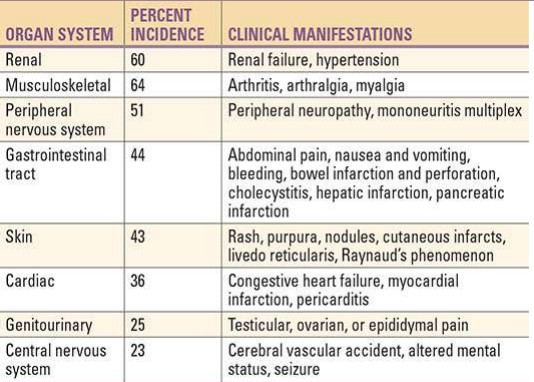 ORGAN SYSTEM PERCENT INCIDENCE CLINICAL MANIFESTATIONS
Renal 60 Renal failure, hypertension
Musculoskeletal 64 Arthritis, arthralgia, myalgia
Peripheral 51 Peripheral neuropathy, mononeuritis multiplex
nervous system
Gastrointestinal 44 Abdominal pain, nausea and vomiting,
tract bleeding, bowel infarction and perforation,
cholecystitis, hepatic infarction, pancreatic
infarction
Skin 43 Rash, purpura, nodules, cutaneous infarcts,
livedo reticularis, Raynaud's phenomenon
Cardiac 36 Congestive heart failure, myocardial
infarction, pericarditis
Genitourinary 25 Testicular, ovarian, or epididymal pain
Central nervous 23 Cerebral vascular accident, altered mental
system status, seizure